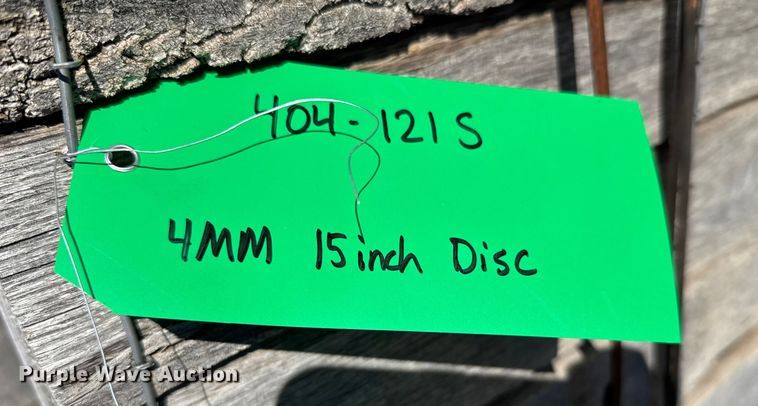 404-121S
4MM 15inch Disc
Purple Wave Auction